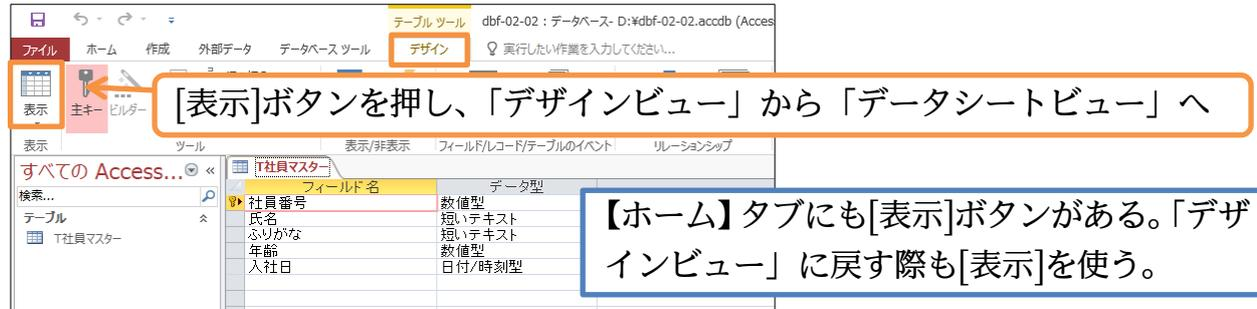 テーブル ツール dbf-02-02 : データベース- D:¥dbf-02-02.accdb (Acces
ファイル ホーム 作成 外部データ データベース ツール デザイン 実行したい作業を入力してください...
表示 主キー ビルダー
[表示]ボタンを押し、「デザインビュー」から「データシートビュー」へ
表示 ツール 表示/非表示 フィールド/レコード/テーブルのイベント リレーションシップ
すべての Access... «
検索...
テーブル
T社員マスター
T社員マスター
フィールド名 データ型
社員番号 数値型
氏名 短いテキスト
ふりがな 短いテキスト
年齢 数値型
入社日 日付/時刻型
【ホーム】タブにも[表示]ボタンがある。「デザ
インビュー」に戻す際も[表示]を使う。